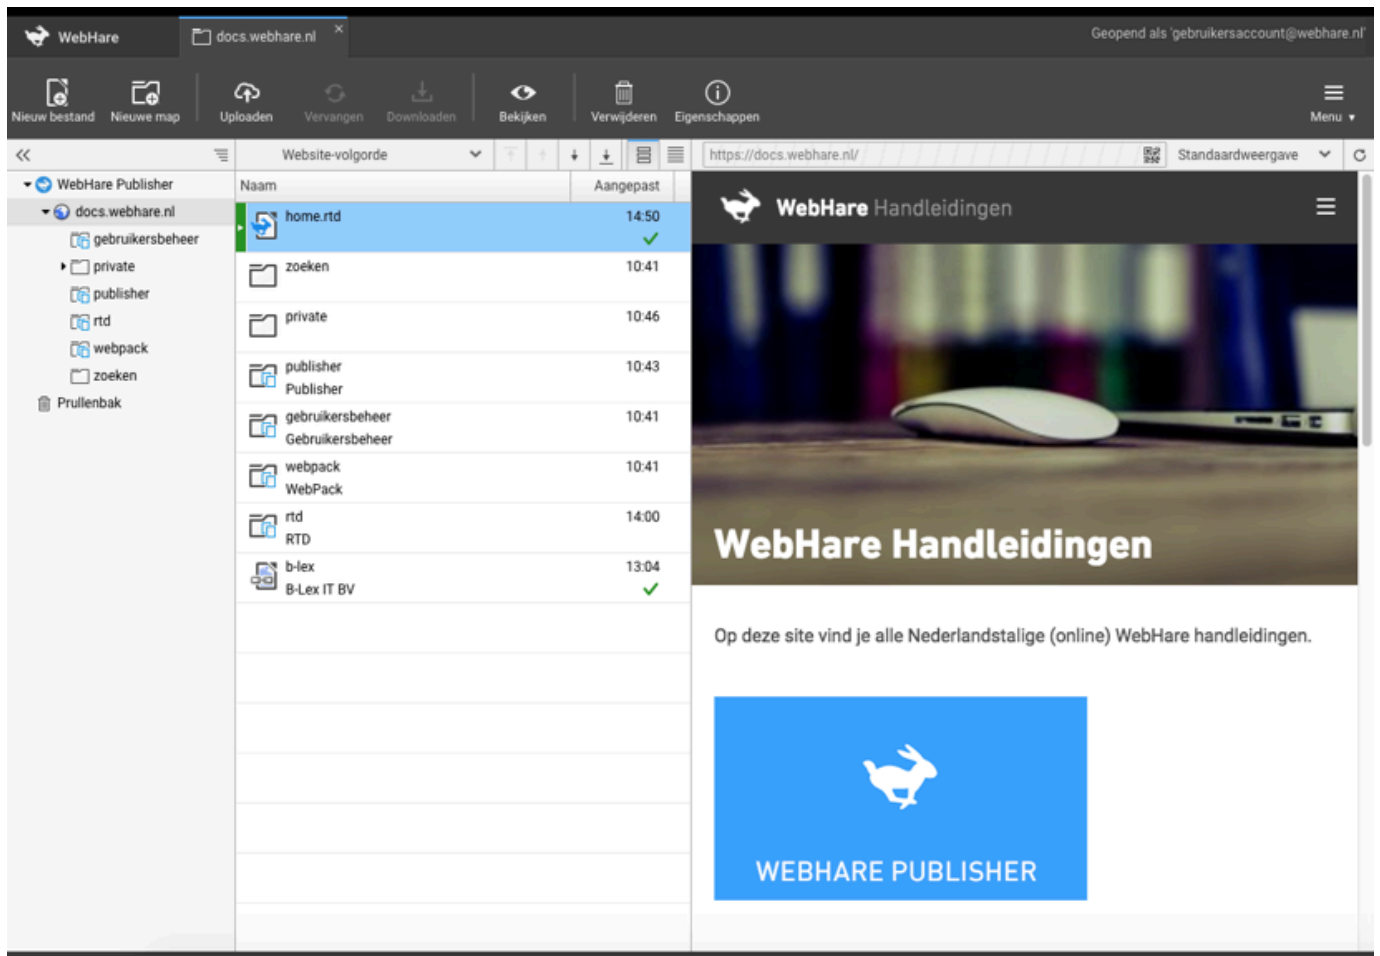 WebHare
docs.webhare.nl
Geopend als 'gebruikersaccount@webhare.nl'
Nieuw bestand
Nieuwe map
Uploaden
Vervangen
Downloaden
Bekijken
Verwijderen
Eigenschappen
Menu
Website-volgorde
https://docs.webhare.nl/
Standaardweergave
WebHare Publisher
docs.webhare.nl
gebruikersbeheer
private
publisher
rtd
webpack
zoeken
Prullenbak
Naam Aangepast
home.rtd 14:50
zoeken 10:41
private 10:46
publisher 10:43
Publisher
gebruikersbeheer 10:41
Gebruikersbeheer
webpack 10:41
WebPack
rtd 14:00
RTD
b-lex 13:04
B-Lex IT BV
WebHare Handleidingen
WebHare Handleidingen
Op deze site vind je alle Nederlandstalige (online) WebHare handleidingen.
WEBHARE PUBLISHER